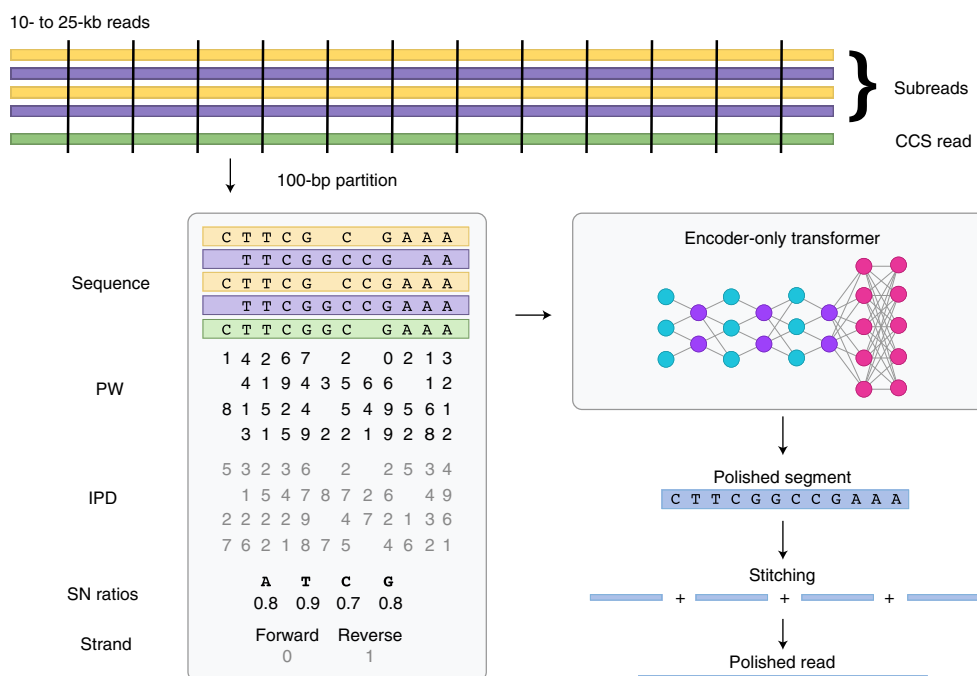 10- to 25-kb reads
Subreads
CCS read
100-bp partition
Sequence
C T T C G C G A A A
T T C G G C C G A A
C T T C G C C G A A A
T T C G G C C G A A A
C T T C G G C G A A A
PW
1 4 2 6 7 2 0 2 1 3
4 1 9 4 3 5 6 6 1 2
8 1 5 2 4 5 4 9 5 6 1
3 1 5 9 2 2 1 9 2 8 2
IPD
5 3 2 3 6 2 2 5 3 4
1 5 4 7 8 7 2 6 4 9
2 2 2 2 9 4 7 2 1 3 6
7 6 2 1 8 7 5 4 6 2 1
SN ratios
A T C G
0.8 0.9 0.7 0.8
Strand
Forward Reverse
0 1
Encoder-only transformer
Polished segment
C T T C G G C C G A A A
Stitching
+ + +
Polished read